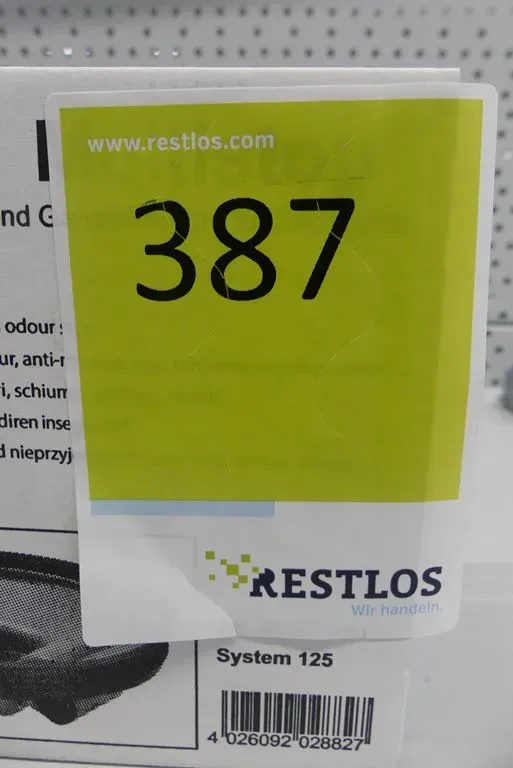 www.restlos.com
387
nd G
odour s
ur, anti-
i, schium
diren inse
d nieprzyj
RESTLOS
Wir handeln.
System 125
4 026092 028827